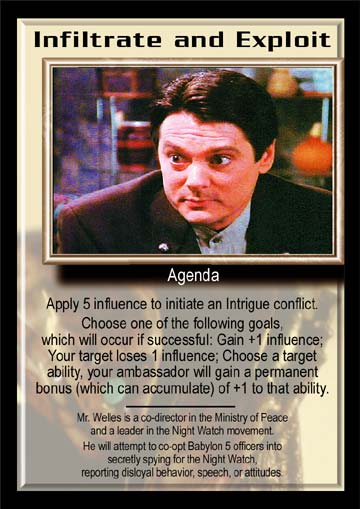 Infiltrate and Exploit
Agenda
Apply 5 influence to initiate an Intrigue conflict.
Choose one of the following goals,
which will occur if successful: Gain +1 influence;
Your target loses 1 influence; Choose a target
ability, your ambassador will gain a permanent
bonus (which can accumulate) of +1 to that ability.
Mr. Welles is a co-director in the Ministry of Peace
and a leader in the Night Watch movement.
He will attempt to co-opt Babylon 5 officers into
secretly spying for the Night Watch,
reporting disloyal behavior, speech, or attitudes.